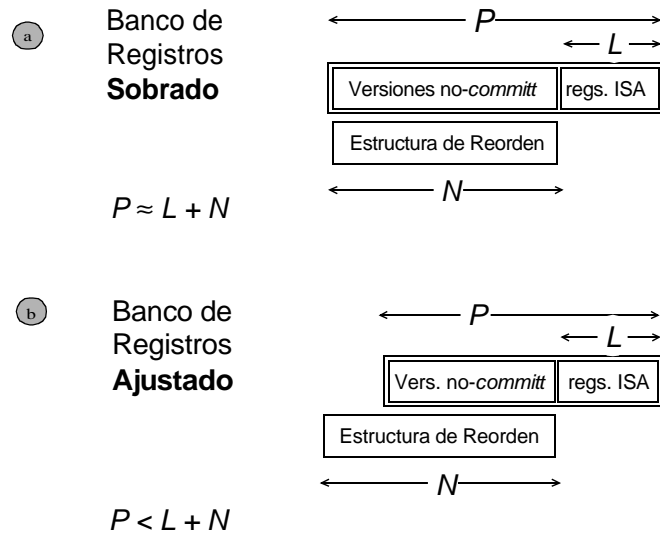 a
Banco de
Registros
Sobrado
P
L
Versiones no-committ
regs. ISA
Estructura de Reorden
N
P ≈ L + N
b
Banco de
Registros
Ajustado
P
L
Vers. no-committ
regs. ISA
Estructura de Reorden
N
P < L + N